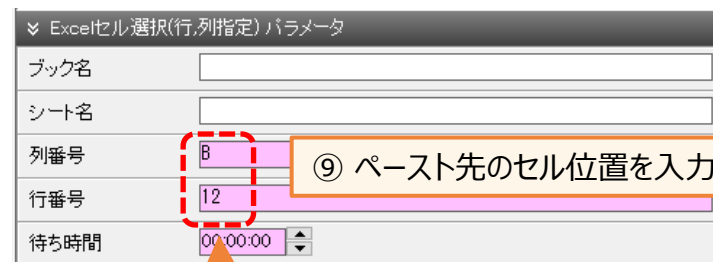 Excelセル選択(行,列指定) パラメータ
ブック名
シート名
列番号 B
⑨ ペースト先のセル位置を入力
行番号 12
待ち時間 00:00:00